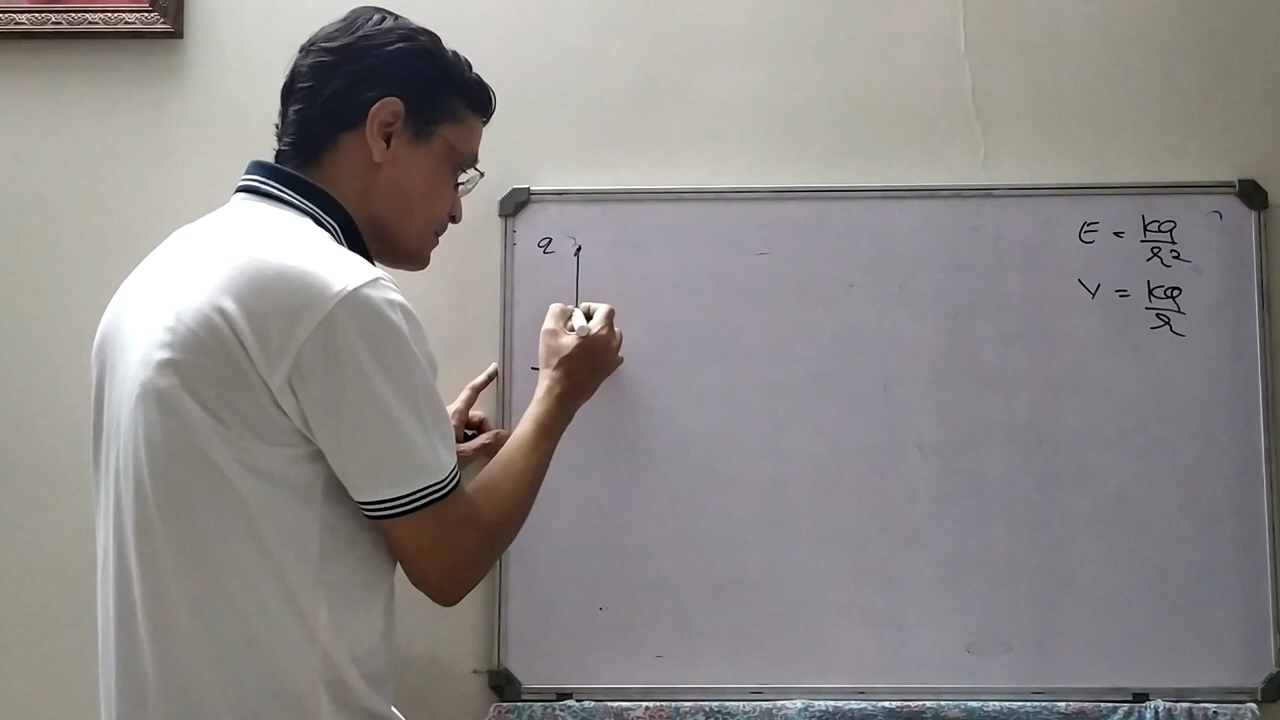 q
E = kq/r²
V = kq/r